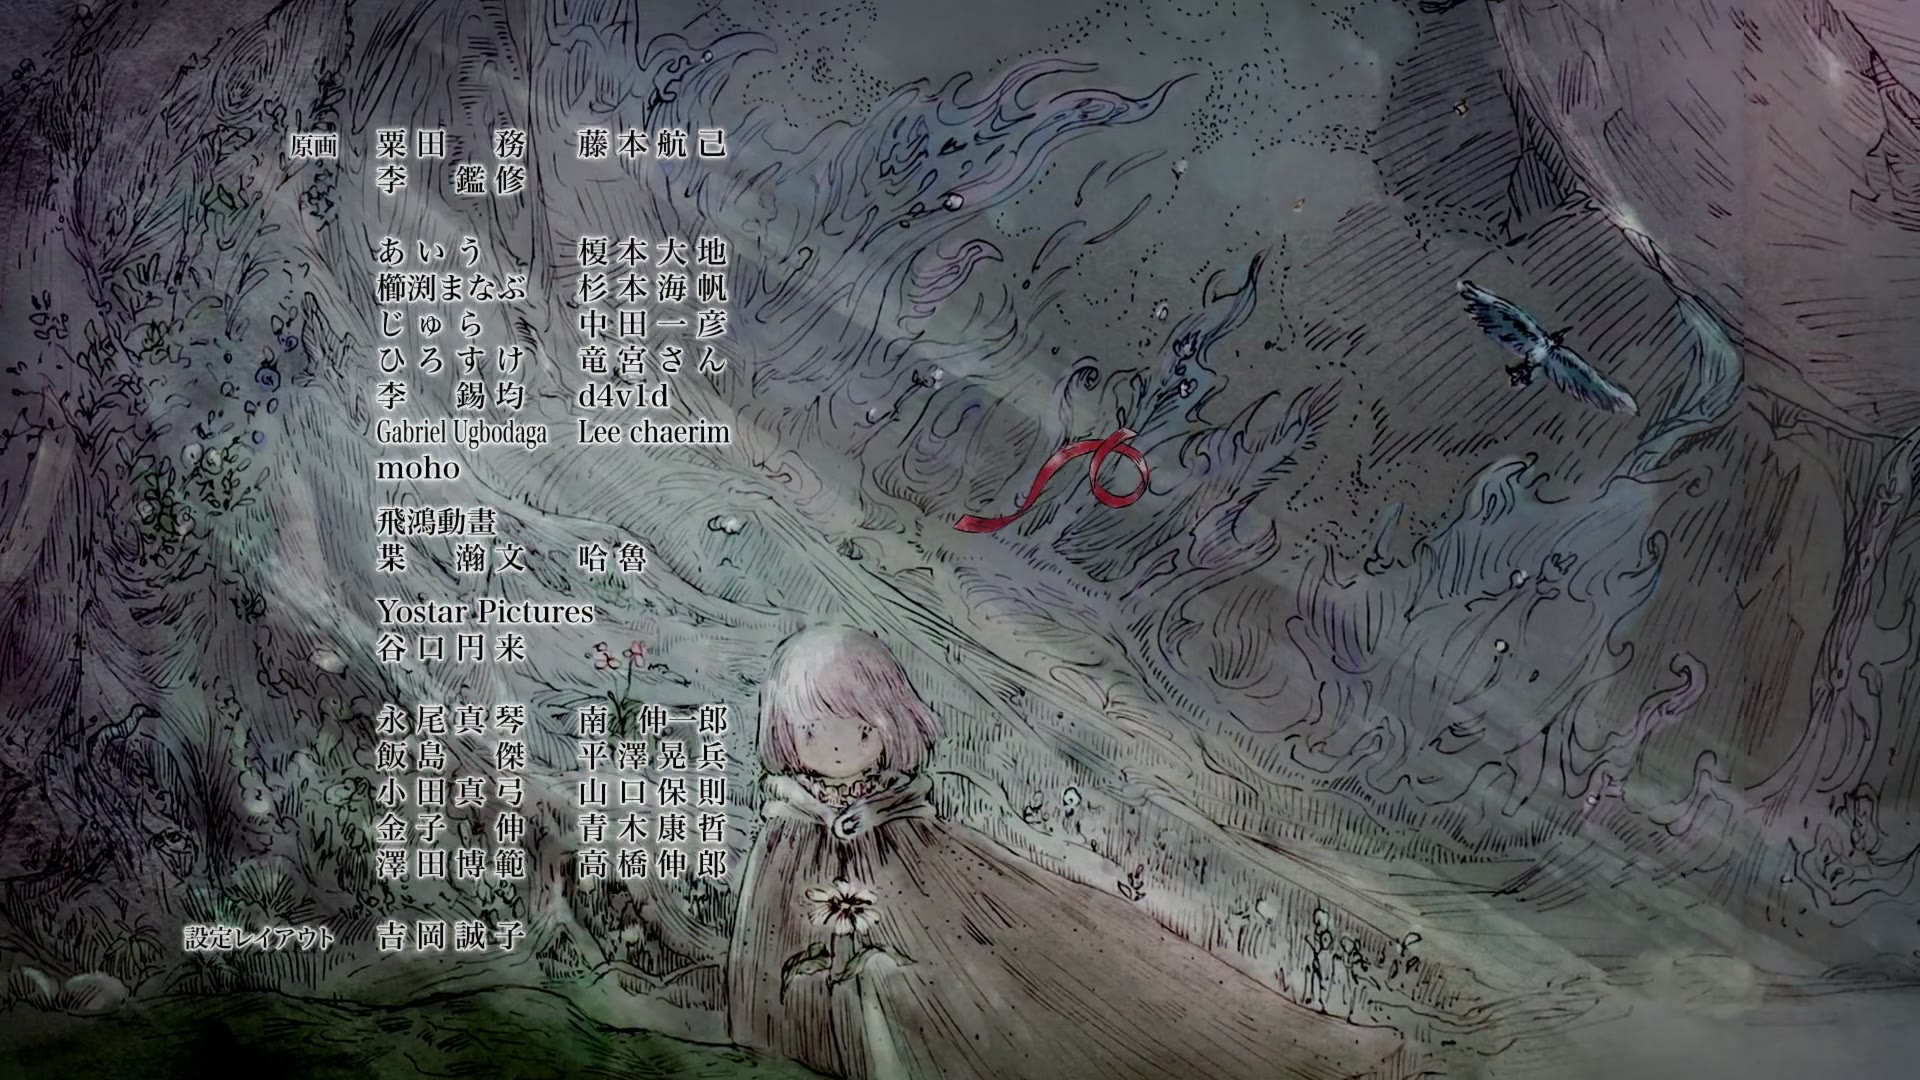 原画 粟田 務 藤本航己
李 鑑修
あいう 榎本大地
櫛渕まなぶ 杉本海帆
じゅら 中田一彦
ひろすけ 竜宮さん
李 錫均 d4v1d
Gabriel Ugbodaga Lee chaerim
moho
飛鴻動畫
瀚文 哈魯
Yostar Pictures
谷口円来
永尾真琴 南 伸一郎
飯島 傑 平澤晃兵
小田真弓 山口保則
金子 伸 青木康哲
澤田博範 高橋伸郎
設定レイアウト 吉岡誠子